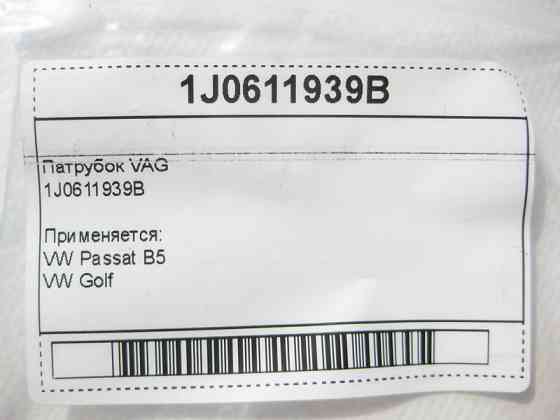 1J0611939B
Патрубок VAG
1J0611939B
Применяется:
VW Passat B5
VW Golf